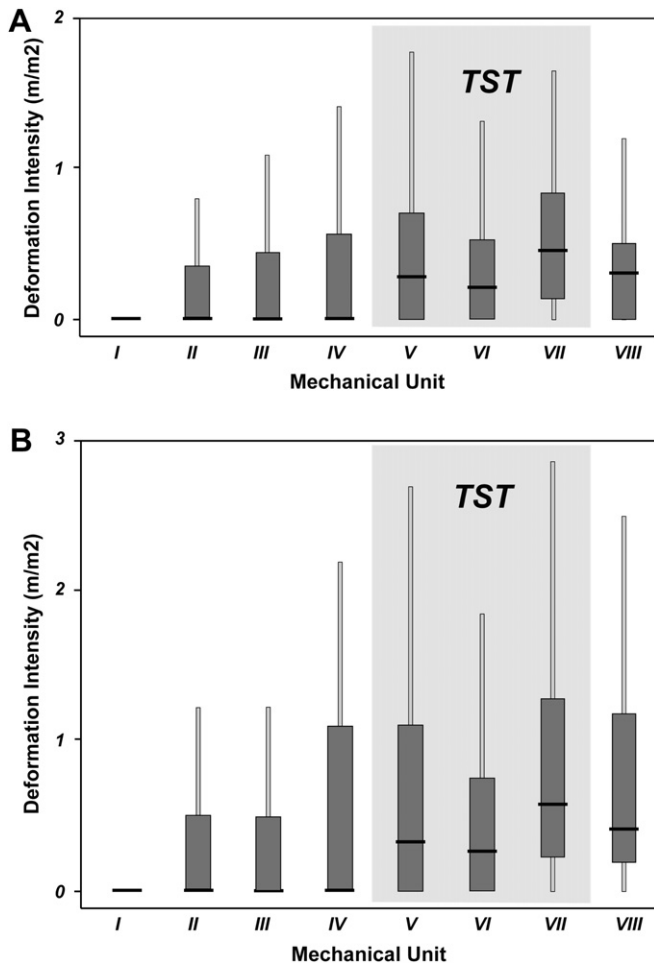 A
Deformation Intensity (m/m2)
2
1
0
TST
I II III IV V VI VII VIII
Mechanical Unit
B
Deformation Intensity (m/m2)
3
2
1
0
TST
I II III IV V VI VII VIII
Mechanical Unit